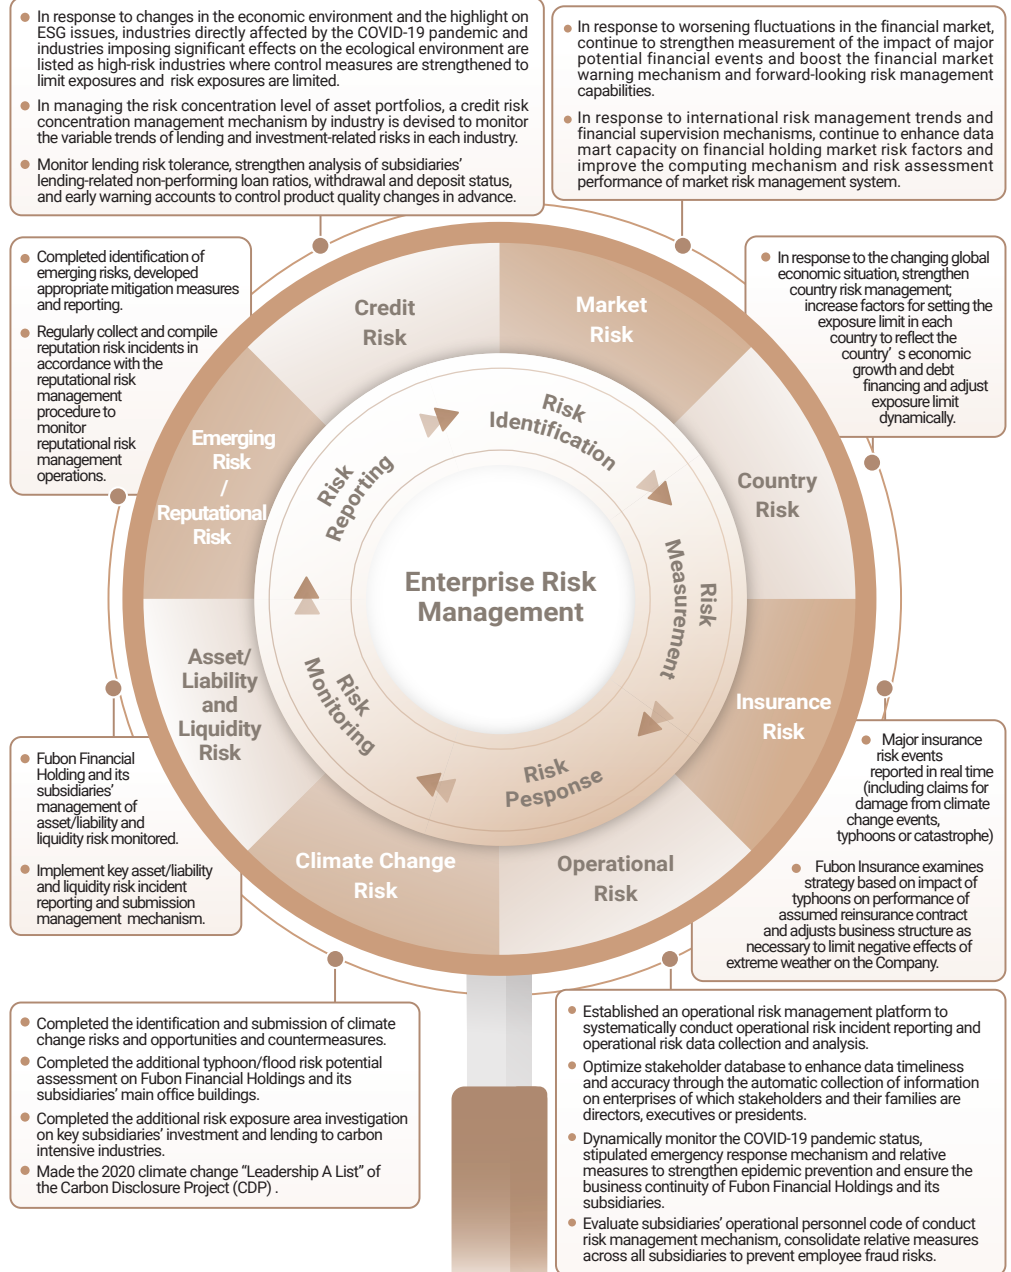 In response to changes in the economic environment and the highlight on
ESG issues, industries directly affected by the COVID-19 pandemic and
industries imposing significant effects on the ecological environment are
listed as high-risk industries where control measures are strengthened to
limit exposures and risk exposures are limited.
In managing the risk concentration level of asset portfolios, a credit risk
concentration management mechanism by industry is devised to monitor
the variable trends of lending and investment-related risks in each industry.
Monitor lending risk tolerance, strengthen analysis of subsidiaries'
lending-related non-performing loan ratios, withdrawal and deposit status,
and early warning accounts to control product quality changes in advance.
In response to worsening fluctuations in the financial market,
continue to strengthen measurement of the impact of major
potential financial events and boost the financial market
warning mechanism and forward-looking risk management
capabilities.
In response to international risk management trends and
financial supervision mechanisms, continue to enhance data
mart capacity on financial holding market risk factors and
improve the computing mechanism and risk assessment
performance of market risk management system.
Completed identification of
emerging risks, developed
appropriate mitigation measures
and reporting.
Regularly collect and compile
reputation risk incidents in
accordance with the
reputational risk
management
procedure to
monitor
reputational risk
management
operations.
In response to the changing global
economic situation, strengthen
country risk management;
increase factors for setting the
exposure limit in each
country to reflect the
country' s economic
growth and debt
financing and adjust
exposure limit
dynamically.
Credit
Risk
Market
Risk
Emerging
Risk
/
Reputational
Risk
Country
Risk
Risk
Identification
Risk
Reporting
Risk
Measurement
Enterprise Risk
Management
Risk
Monitoring
Risk
Pesponse
Asset/
Liability
and
Liquidity
Risk
Insurance
Risk
Climate Change
Risk
Operational
Risk
Fubon Financial
Holding and its
subsidiaries'
management of
asset/liability and
liquidity risk monitored.
Implement key asset/liability
and liquidity risk incident
reporting and submission
management mechanism.
Major insurance
risk events
reported in real time
(including claims for
damage from climate
change events,
typhoons or catastrophe)
Fubon Insurance examines
strategy based on impact of
typhoons on performance of
assumed reinsurance contract
and adjusts business structure as
necessary to limit negative effects of
extreme weather on the Company.
Completed the identification and submission of climate
change risks and opportunities and countermeasures.
Completed the additional typhoon/flood risk potential
assessment on Fubon Financial Holdings and its
subsidiaries' main office buildings.
Completed the additional risk exposure area investigation
on key subsidiaries' investment and lending to carbon
intensive industries.
Made the 2020 climate change "Leadership A List" of
the Carbon Disclosure Project (CDP) .
Established an operational risk management platform to
systematically conduct operational risk incident reporting and
operational risk data collection and analysis.
Optimize stakeholder database to enhance data timeliness
and accuracy through the automatic collection of information
on enterprises of which stakeholders and their families are
directors, executives or presidents.
Dynamically monitor the COVID-19 pandemic status,
stipulated emergency response mechanism and relative
measures to strengthen epidemic prevention and ensure the
business continuity of Fubon Financial Holdings and its
subsidiaries.
Evaluate subsidiaries' operational personnel code of conduct
risk management mechanism, consolidate relative measures
across all subsidiaries to prevent employee fraud risks.